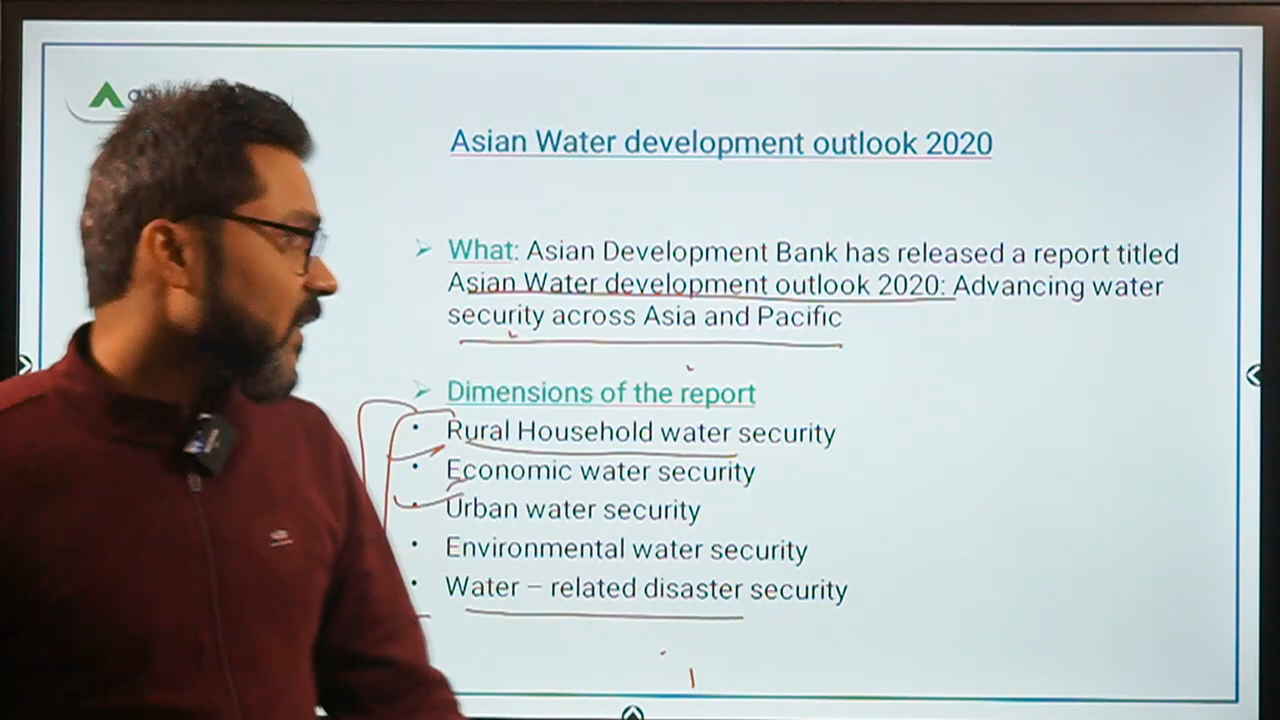 Asian Water development outlook 2020
What: Asian Development Bank has released a report titled
Asian Water development outlook 2020: Advancing water
security across Asia and Pacific
Dimensions of the report
Rural Household water security
Economic water security
Urban water security
Environmental water security
Water – related disaster security